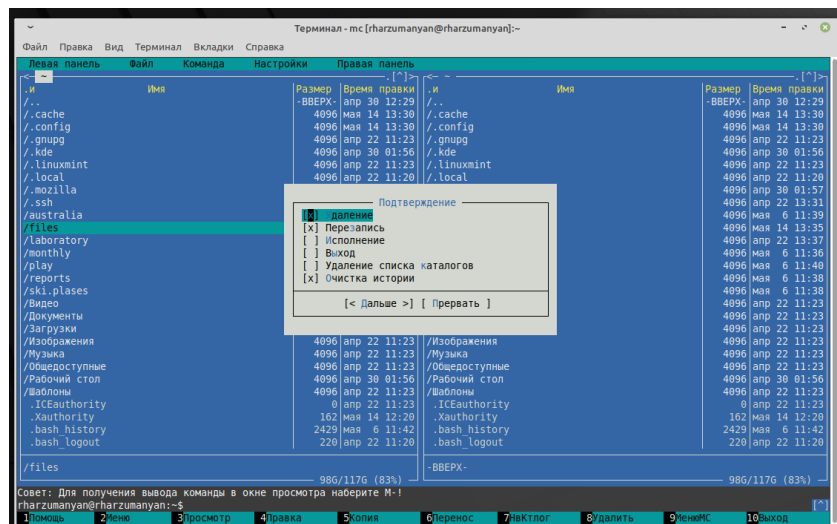 Терминал - mc [rharzumanyan@rharzumanyan]:~
Файл Правка Вид Терминал Вкладки Справка
Левая панель Файл Команда Настройки Правая панель
<─ ~ .[^]> <─ ~ .[^]>
.и Имя Размер Время правки .и Имя Размер Время правки
/.. -ВВЕРХ- апр 30 12:29 /.. -ВВЕРХ- апр 30 12:29
/.cache 4096 мая 14 13:30 /.cache 4096 мая 14 13:30
/.config 4096 мая 14 13:30 /.config 4096 мая 14 13:30
/.gnupg 4096 апр 22 11:23 /.gnupg 4096 апр 22 11:23
/.kde 4096 апр 30 01:56 /.kde 4096 апр 30 01:56
/.linuxmint 4096 апр 22 11:23 /.linuxmint 4096 апр 22 11:23
/.local 4096 апр 22 11:20 /.local 4096 апр 22 11:20
/.mozilla 4096 апр 30 01:57
/.ssh Подтверждение 4096 апр 22 13:31
/australia [x] Удаление 4096 мая 6 11:39
/files [x] Перезапись 4096 мая 14 13:35
/laboratory [ ] Исполнение 4096 апр 22 13:37
/monthly [ ] Выход 4096 мая 6 11:36
/play [ ] Удаление списка каталогов 4096 мая 6 11:40
/reports [x] Очистка истории 4096 мая 6 11:38
/ski.plases 4096 мая 6 11:38
/Видео [< Дальше >] [ Прервать ] 4096 апр 22 11:23
/Документы 4096 апр 22 11:23
/Загрузки 4096 апр 22 11:23
/Изображения 4096 апр 22 11:23 /Изображения 4096 апр 22 11:23
/Музыка 4096 апр 22 11:23 /Музыка 4096 апр 22 11:23
/Общедоступные 4096 апр 22 11:23 /Общедоступные 4096 апр 22 11:23
/Рабочий стол 4096 апр 30 01:56 /Рабочий стол 4096 апр 30 01:56
/Шаблоны 4096 апр 22 11:23 /Шаблоны 4096 апр 22 11:23
.ICEauthority 0 апр 22 11:23 .ICEauthority 0 апр 22 11:23
.Xauthority 162 мая 14 12:20 .Xauthority 162 мая 14 12:20
.bash_history 2429 мая 6 11:42 .bash_history 2429 мая 6 11:42
.bash_logout 220 апр 22 11:20 .bash_logout 220 апр 22 11:20
/files -ВВЕРХ-
98G/117G (83%) 98G/117G (83%)
Совет: Для получения вывода команды в окне просмотра наберите M-!
rharzumanyan@rharzumanyan:~$ [^]
1Помощь 2Меню 3Просмотр 4Правка 5Копия 6Перенос 7НвКтлог 8Удалить 9МенюMC 10Выход